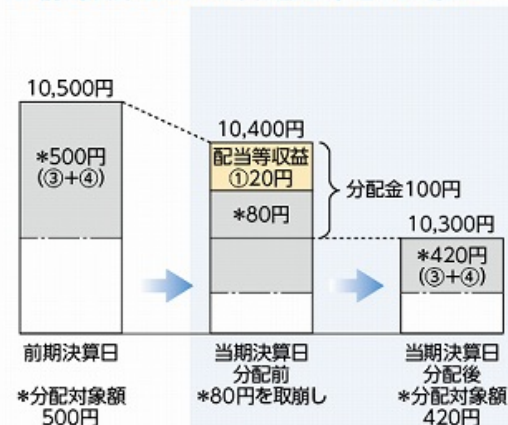 10,500円
*500円
(③+④)
10,400円
配当等収益
①20円
*80円
分配金100円
10,300円
*420円
(③+④)
前期決算日
*分配対象額
500円
当期決算日
分配前
*80円を取崩し
当期決算日
分配後
*分配対象額
420円